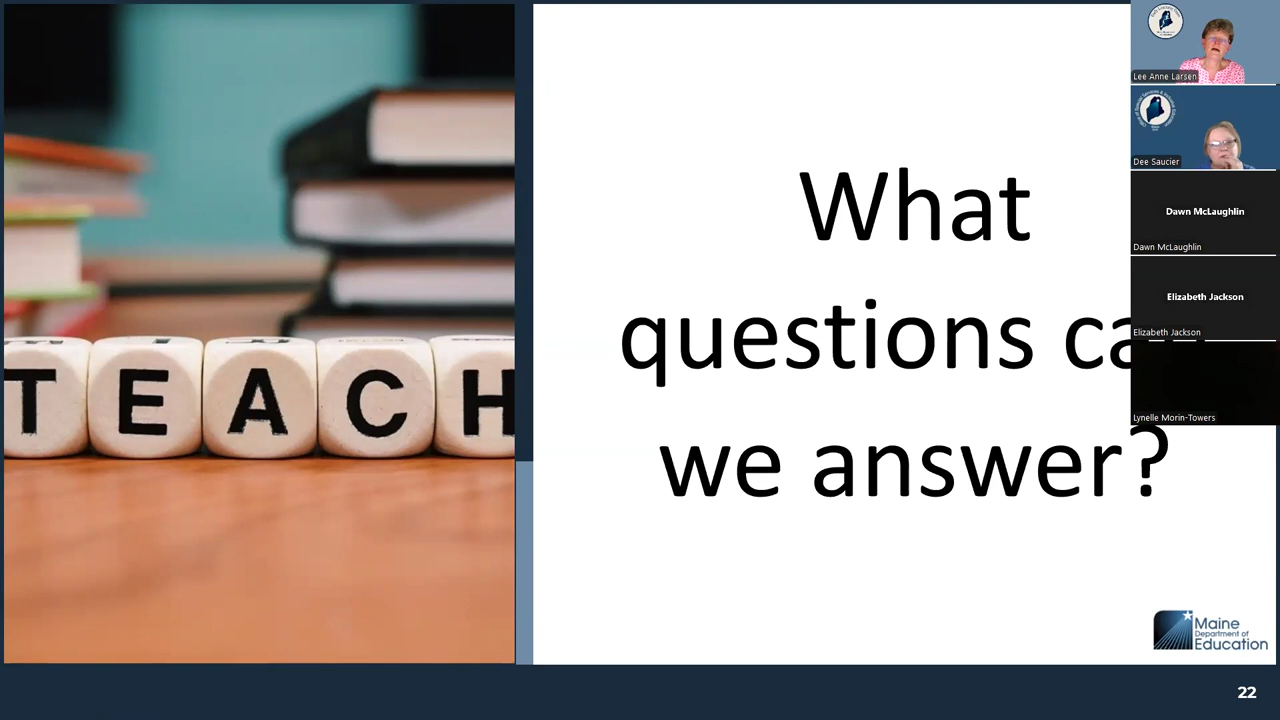 TEACH
What
questions ca
we answer?
Lee Anne Larsen
Dee Saucier
Dawn McLaughlin
Dawn McLaughlin
Elizabeth Jackson
Elizabeth Jackson
Lynelle Morin-Towers
Maine
Department of
Education
22